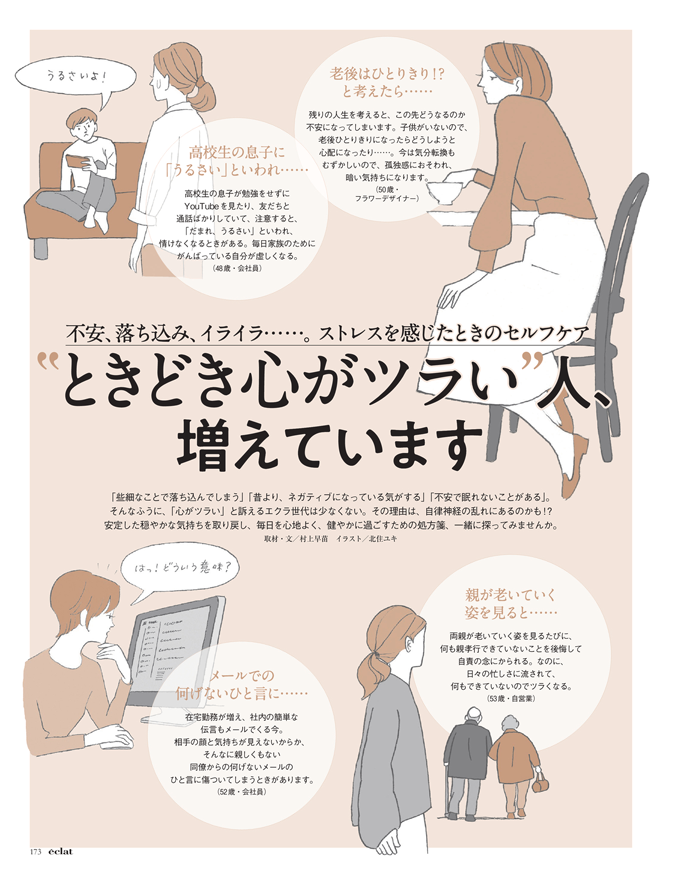 うるさいよ!
高校生の息子に
「うるさい」といわれ……
高校生の息子が勉強をせずに
YouTubeを見たり、友だちと
通話ばかりしていて、注意すると、
「だまれ、うるさい」といわれ、
情けなくなるときがある。毎日家族のために
がんばっている自分が虚しくなる。
(48歳・会社員)
老後はひとりきり!?
と考えたら……
残りの人生を考えると、この先どうなるのか
不安になってしまいます。子供がいないので、
老後ひとりきりになったらどうしようと
心配になったり……。今は気分転換も
むずかしいので、孤独感におそわれ、
暗い気持ちになります。
(50歳・
フラワーデザイナー)
不安、落ち込み、イライラ……。ストレスを感じたときのセルフケア
“ときどき心がツラい”人、
増えています
「些細なことで落ち込んでしまう」「昔より、ネガティブになっている気がする」「不安で眠れないことがある」。
そんなふうに、「心がツラい」と訴えるエクラ世代は少なくない。その理由は、自律神経の乱れにあるのかも!?
安定した穏やかな気持ちを取り戻し、毎日を心地よく、健やかに過ごすための処方箋、一緒に探ってみませんか。
取材・文/村上早苗 イラスト/北住ユキ
はっ!どういう意味?
メールでの
何げないひと言に……
在宅勤務が増え、社内の簡単な
伝言もメールでくる今。
相手の顔と気持ちが見えないからか、
そんなに親しくもない
同僚からの何げないメールの
ひと言に傷ついてしまうときがあります。
(52歳・会社員)
親が老いていく
姿を見ると……
両親が老いていく姿を見るたびに、
何も親孝行できていないことを後悔して
自責の念にかられる。なのに、
日々の忙しさに流されて、
何もできていないのでツラくなる。
(53歳・自営業)
173 éclat